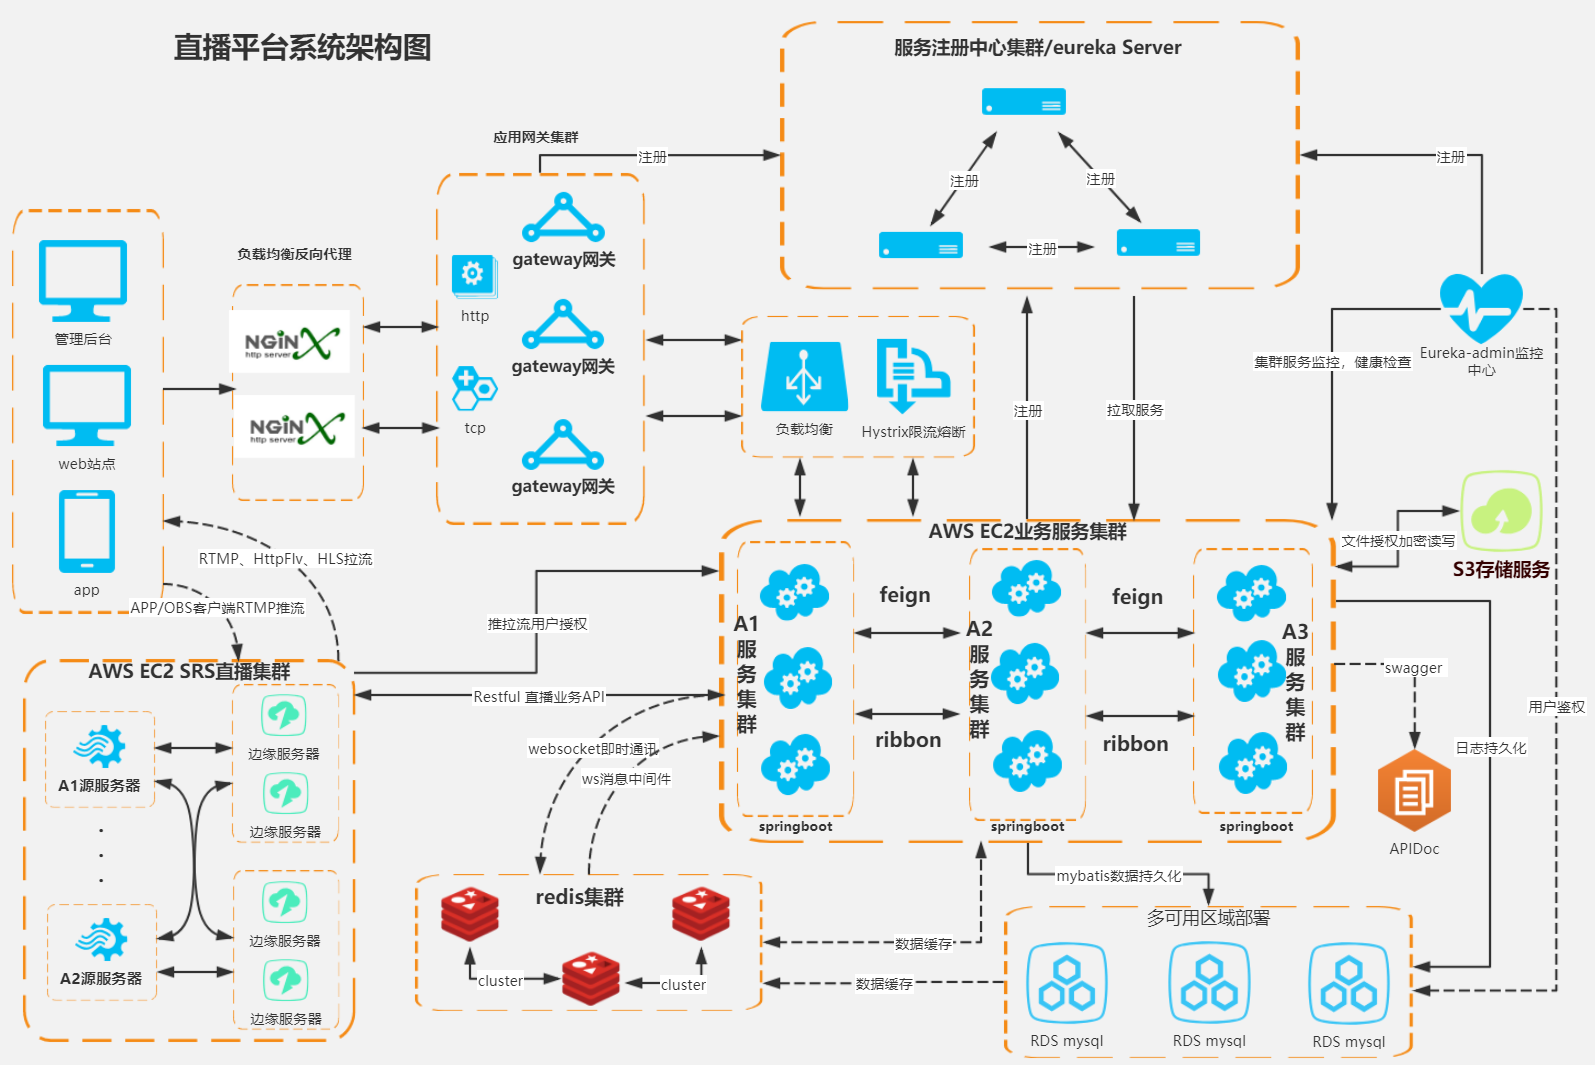 直播平台系统架构图
服务注册中心集群/eureka Server
注册
注册
注册
应用网关集群
注册
注册
管理后台
web站点
app
负载均衡反向代理
NGiNX
http server
NGiNX
http server
http
tcp
gateway网关
gateway网关
gateway网关
负载均衡
Hystrix限流熔断
注册
拉取服务
集群服务监控，健康检查
Eureka-admin监控
中心
文件授权加密读写
S3存储服务
RTMP、HttpFlv、HLS拉流
APP/OBS客户端RTMP推流
推拉流用户授权
Restful 直播业务API
websocket即时通讯
ws消息中间件
AWS EC2业务服务集群
A1
服
务
集
群
springboot
feign
ribbon
A2
服
务
集
群
springboot
feign
ribbon
A3
服
务
集
群
springboot
swagger
APIDoc
日志持久化
用户鉴权
AWS EC2 SRS直播集群
A1源服务器
A2源服务器
边缘服务器
边缘服务器
边缘服务器
边缘服务器
redis集群
cluster
cluster
数据缓存
数据缓存
mybatis数据持久化
多可用区域部署
RDS mysql
RDS mysql
RDS mysql